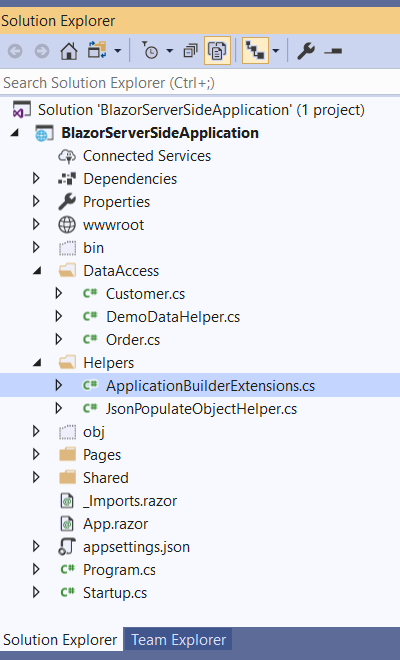 Solution Explorer
Search Solution Explorer (Ctrl+;)
Solution 'BlazorServerSideApplication' (1 project)
BlazorServerSideApplication
Connected Services
Dependencies
Properties
wwwroot
bin
DataAccess
C# Customer.cs
C# DemoDataHelper.cs
C# Order.cs
Helpers
C# ApplicationBuilderExtensions.cs
C# JsonPopulateObjectHelper.cs
obj
Pages
Shared
_Imports.razor
App.razor
appsettings.json
C# Program.cs
C# Startup.cs
Solution Explorer Team Explorer